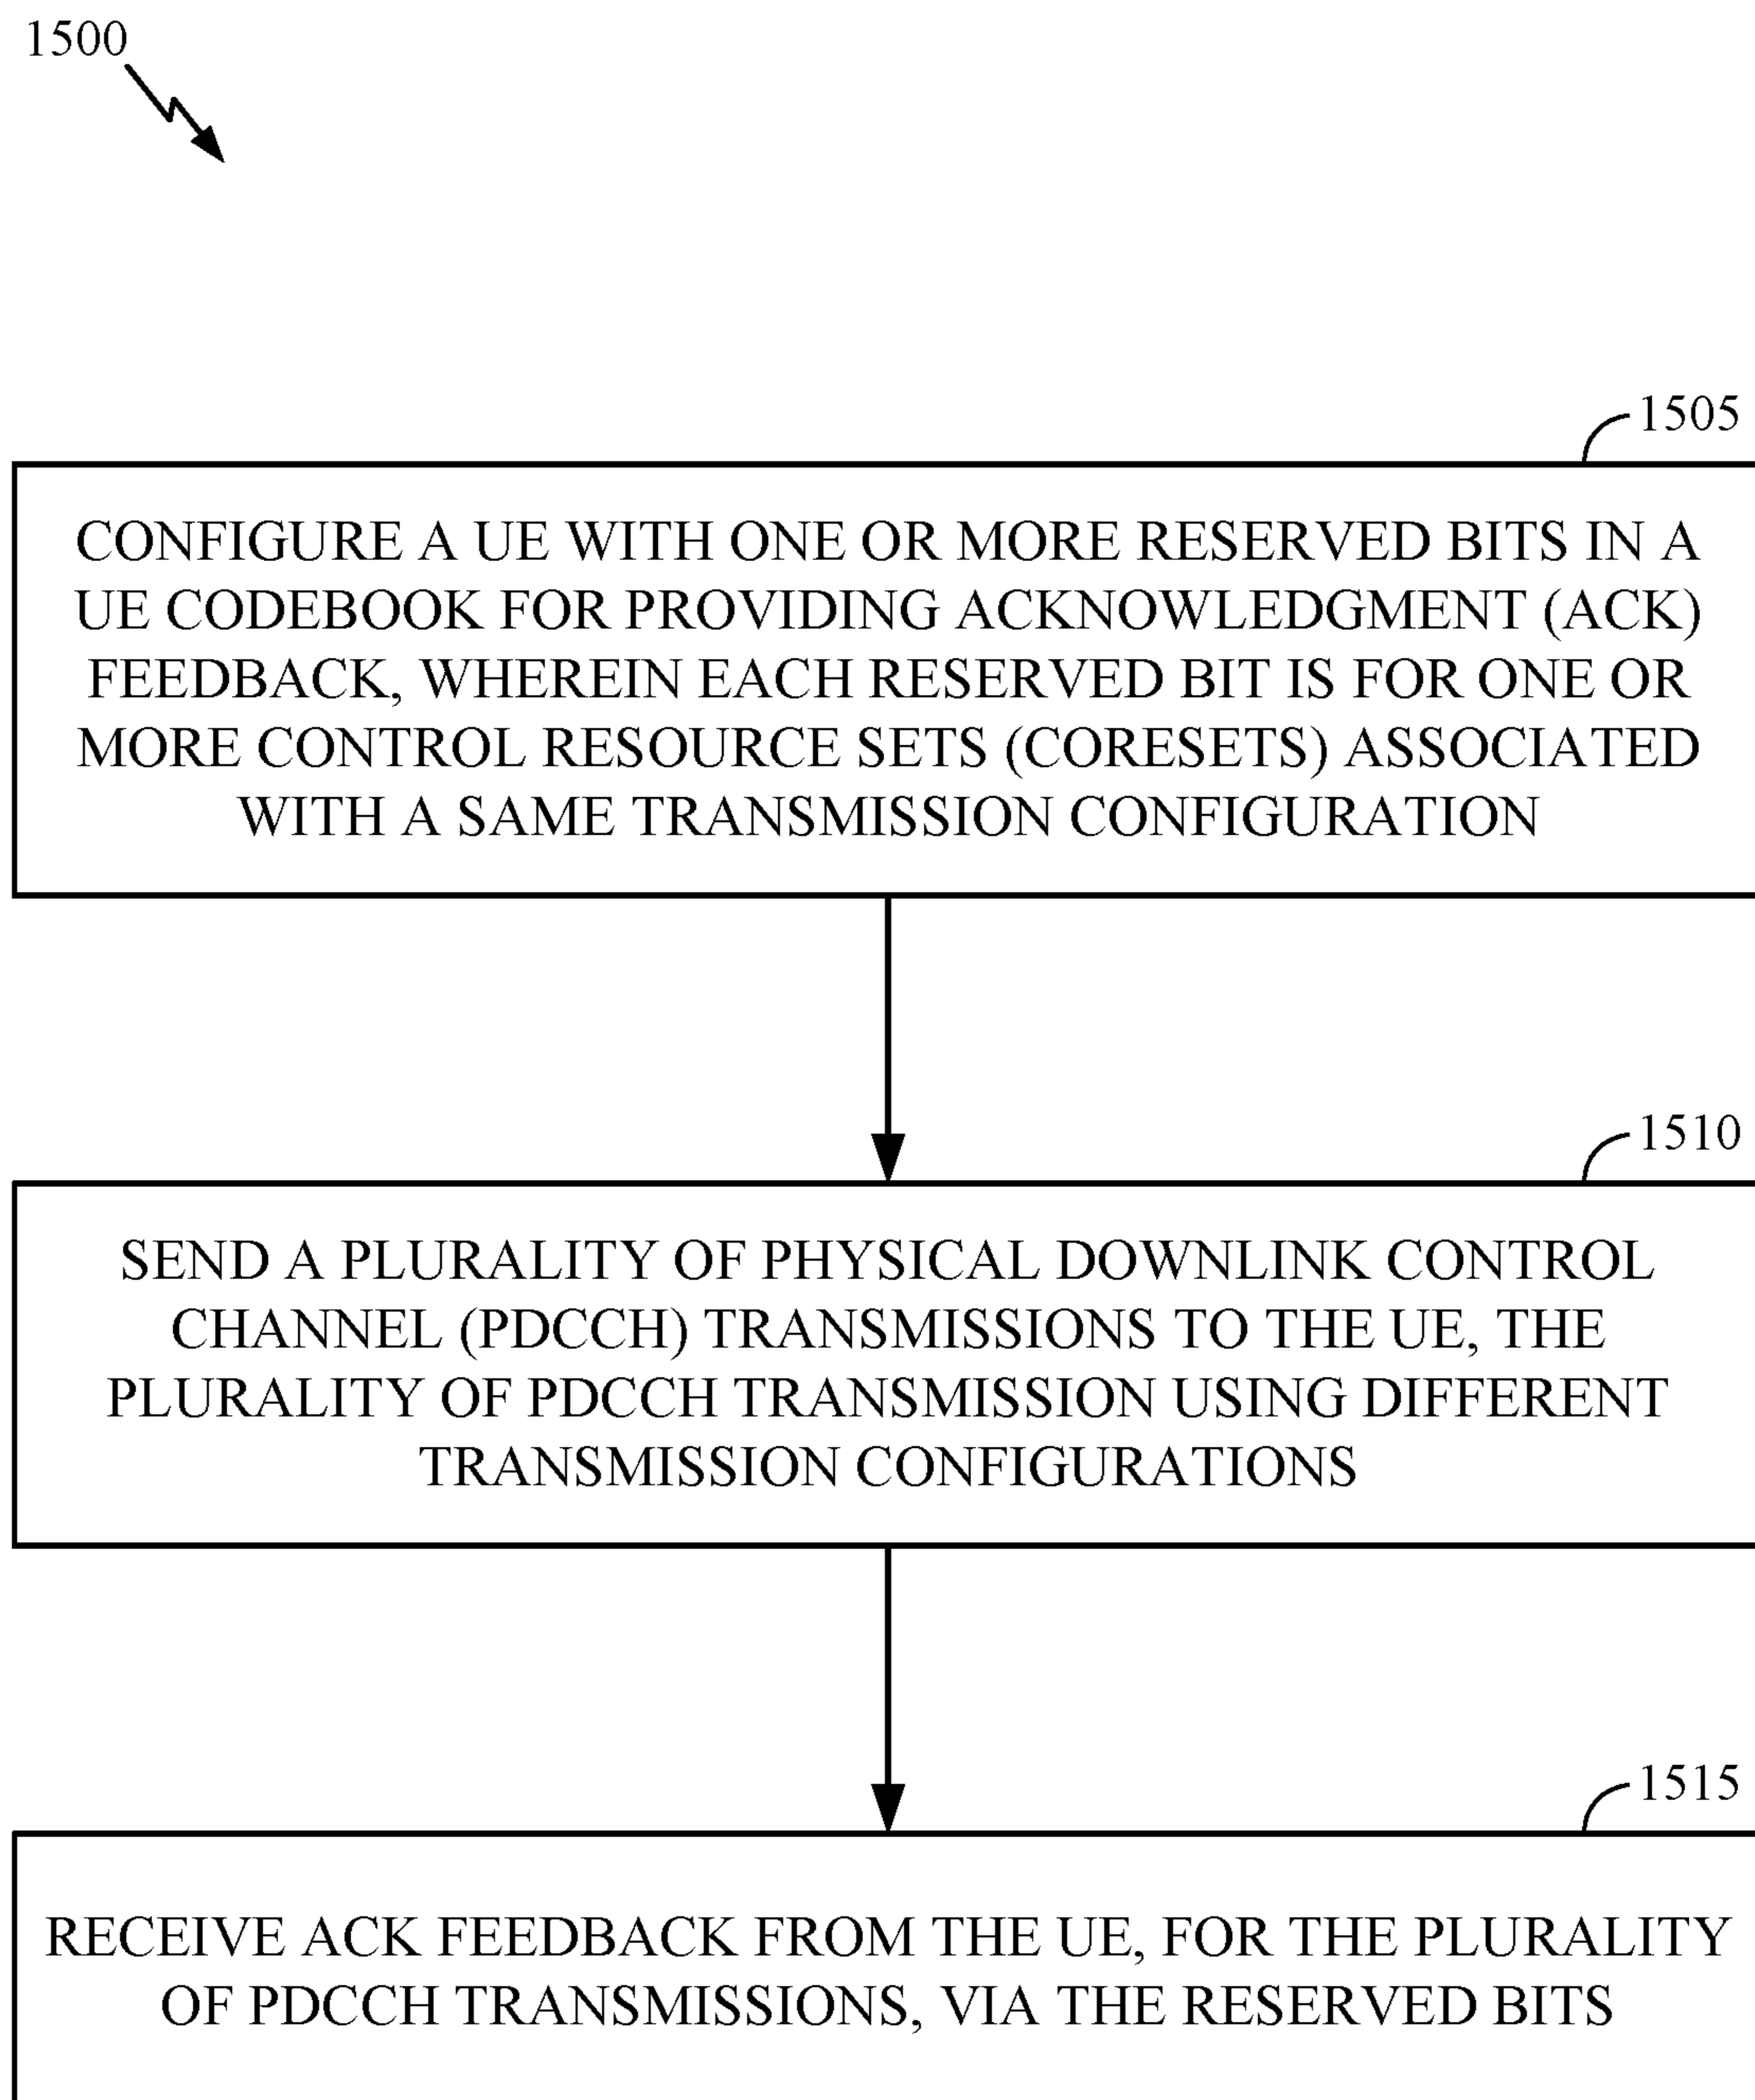 1500
1505
CONFIGURE A UE WITH ONE OR MORE RESERVED BITS IN A
UE CODEBOOK FOR PROVIDING ACKNOWLEDGMENT (ACK)
FEEDBACK, WHEREIN EACH RESERVED BIT IS FOR ONE OR
MORE CONTROL RESOURCE SETS (CORESETS) ASSOCIATED
WITH A SAME TRANSMISSION CONFIGURATION
1510
SEND A PLURALITY OF PHYSICAL DOWNLINK CONTROL
CHANNEL (PDCCH) TRANSMISSIONS TO THE UE, THE
PLURALITY OF PDCCH TRANSMISSION USING DIFFERENT
TRANSMISSION CONFIGURATIONS
1515
RECEIVE ACK FEEDBACK FROM THE UE, FOR THE PLURALITY
OF PDCCH TRANSMISSIONS, VIA THE RESERVED BITS